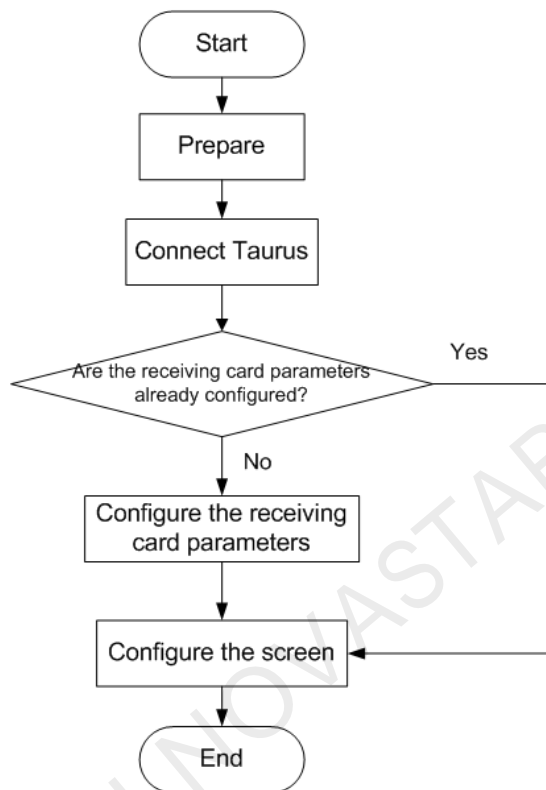 Start
Prepare
Connect Taurus
Are the receiving card parameters
already configured?
Yes
No
Configure the receiving
card parameters
Configure the screen
End
NOVASTAR